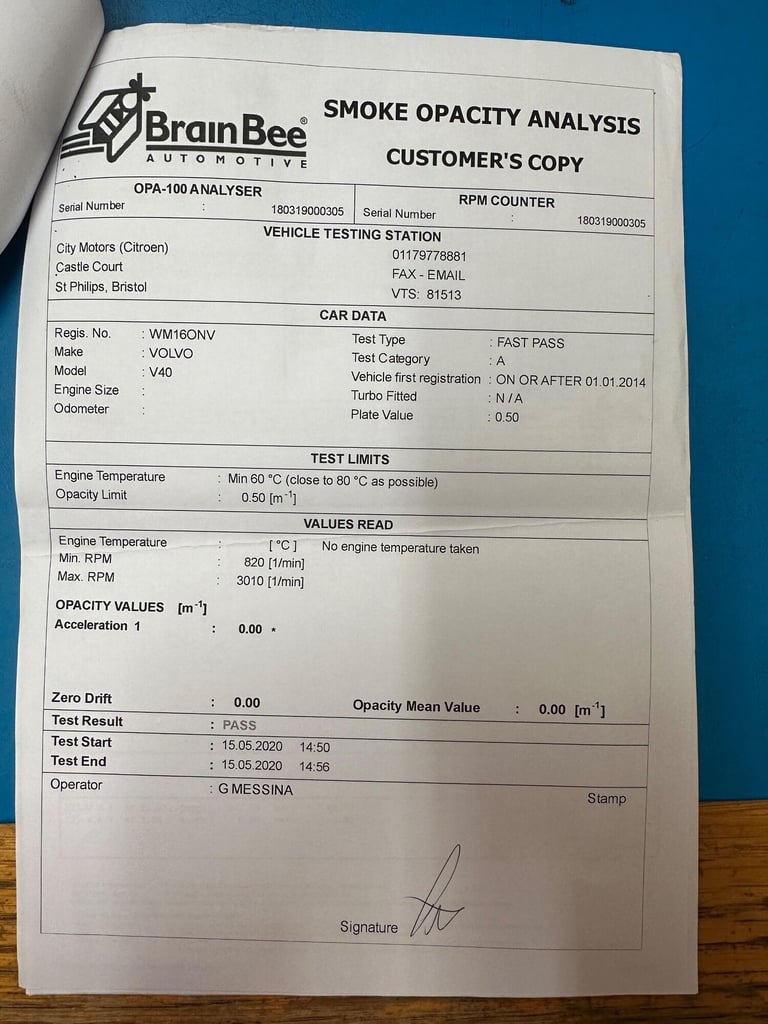 BrainBee®
AUTOMOTIVE
SMOKE OPACITY ANALYSIS
CUSTOMER'S COPY
OPA-100 ANALYSER
Serial Number : 180319000305
RPM COUNTER
Serial Number : 180319000305
VEHICLE TESTING STATION
City Motors (Citroen) 01179778881
Castle Court FAX - EMAIL
St Philips, Bristol VTS: 81513
CAR DATA
Regis. No. : WM16ONV Test Type : FAST PASS
Make : VOLVO Test Category : A
Model : V40 Vehicle first registration : ON OR AFTER 01.01.2014
Engine Size : Turbo Fitted : N/A
Odometer : Plate Value : 0.50
TEST LIMITS
Engine Temperature : Min 60 °C (close to 80 °C as possible)
Opacity Limit : 0.50 [m⁻¹]
VALUES READ
Engine Temperature : [°C] No engine temperature taken
Min. RPM : 820 [1/min]
Max. RPM : 3010 [1/min]
OPACITY VALUES [m⁻¹]
Acceleration 1 : 0.00 *
Zero Drift : 0.00 Opacity Mean Value : 0.00 [m⁻¹]
Test Result : PASS
Test Start : 15.05.2020 14:50
Test End : 15.05.2020 14:56
Operator : G MESSINA
Stamp
Signature